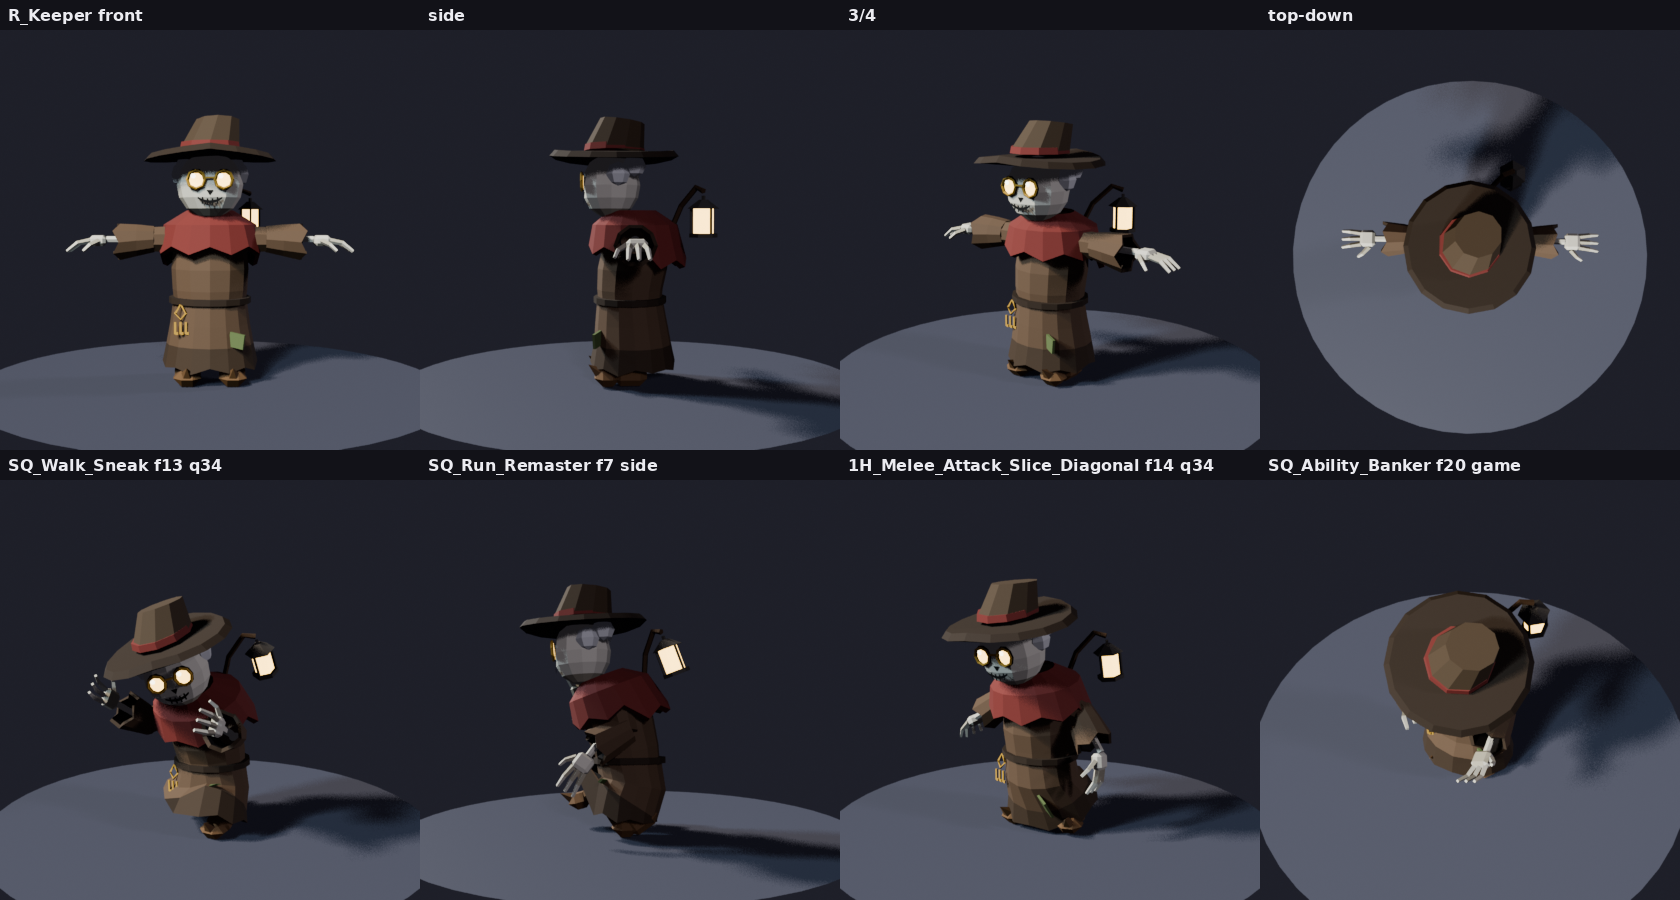 R_Keeper front
side
3/4
top-down
SQ_Walk_Sneak f13 q34
SQ_Run_Remaster f7 side
1H_Melee_Attack_Slice_Diagonal f14 q34
SQ_Ability_Banker f20 game